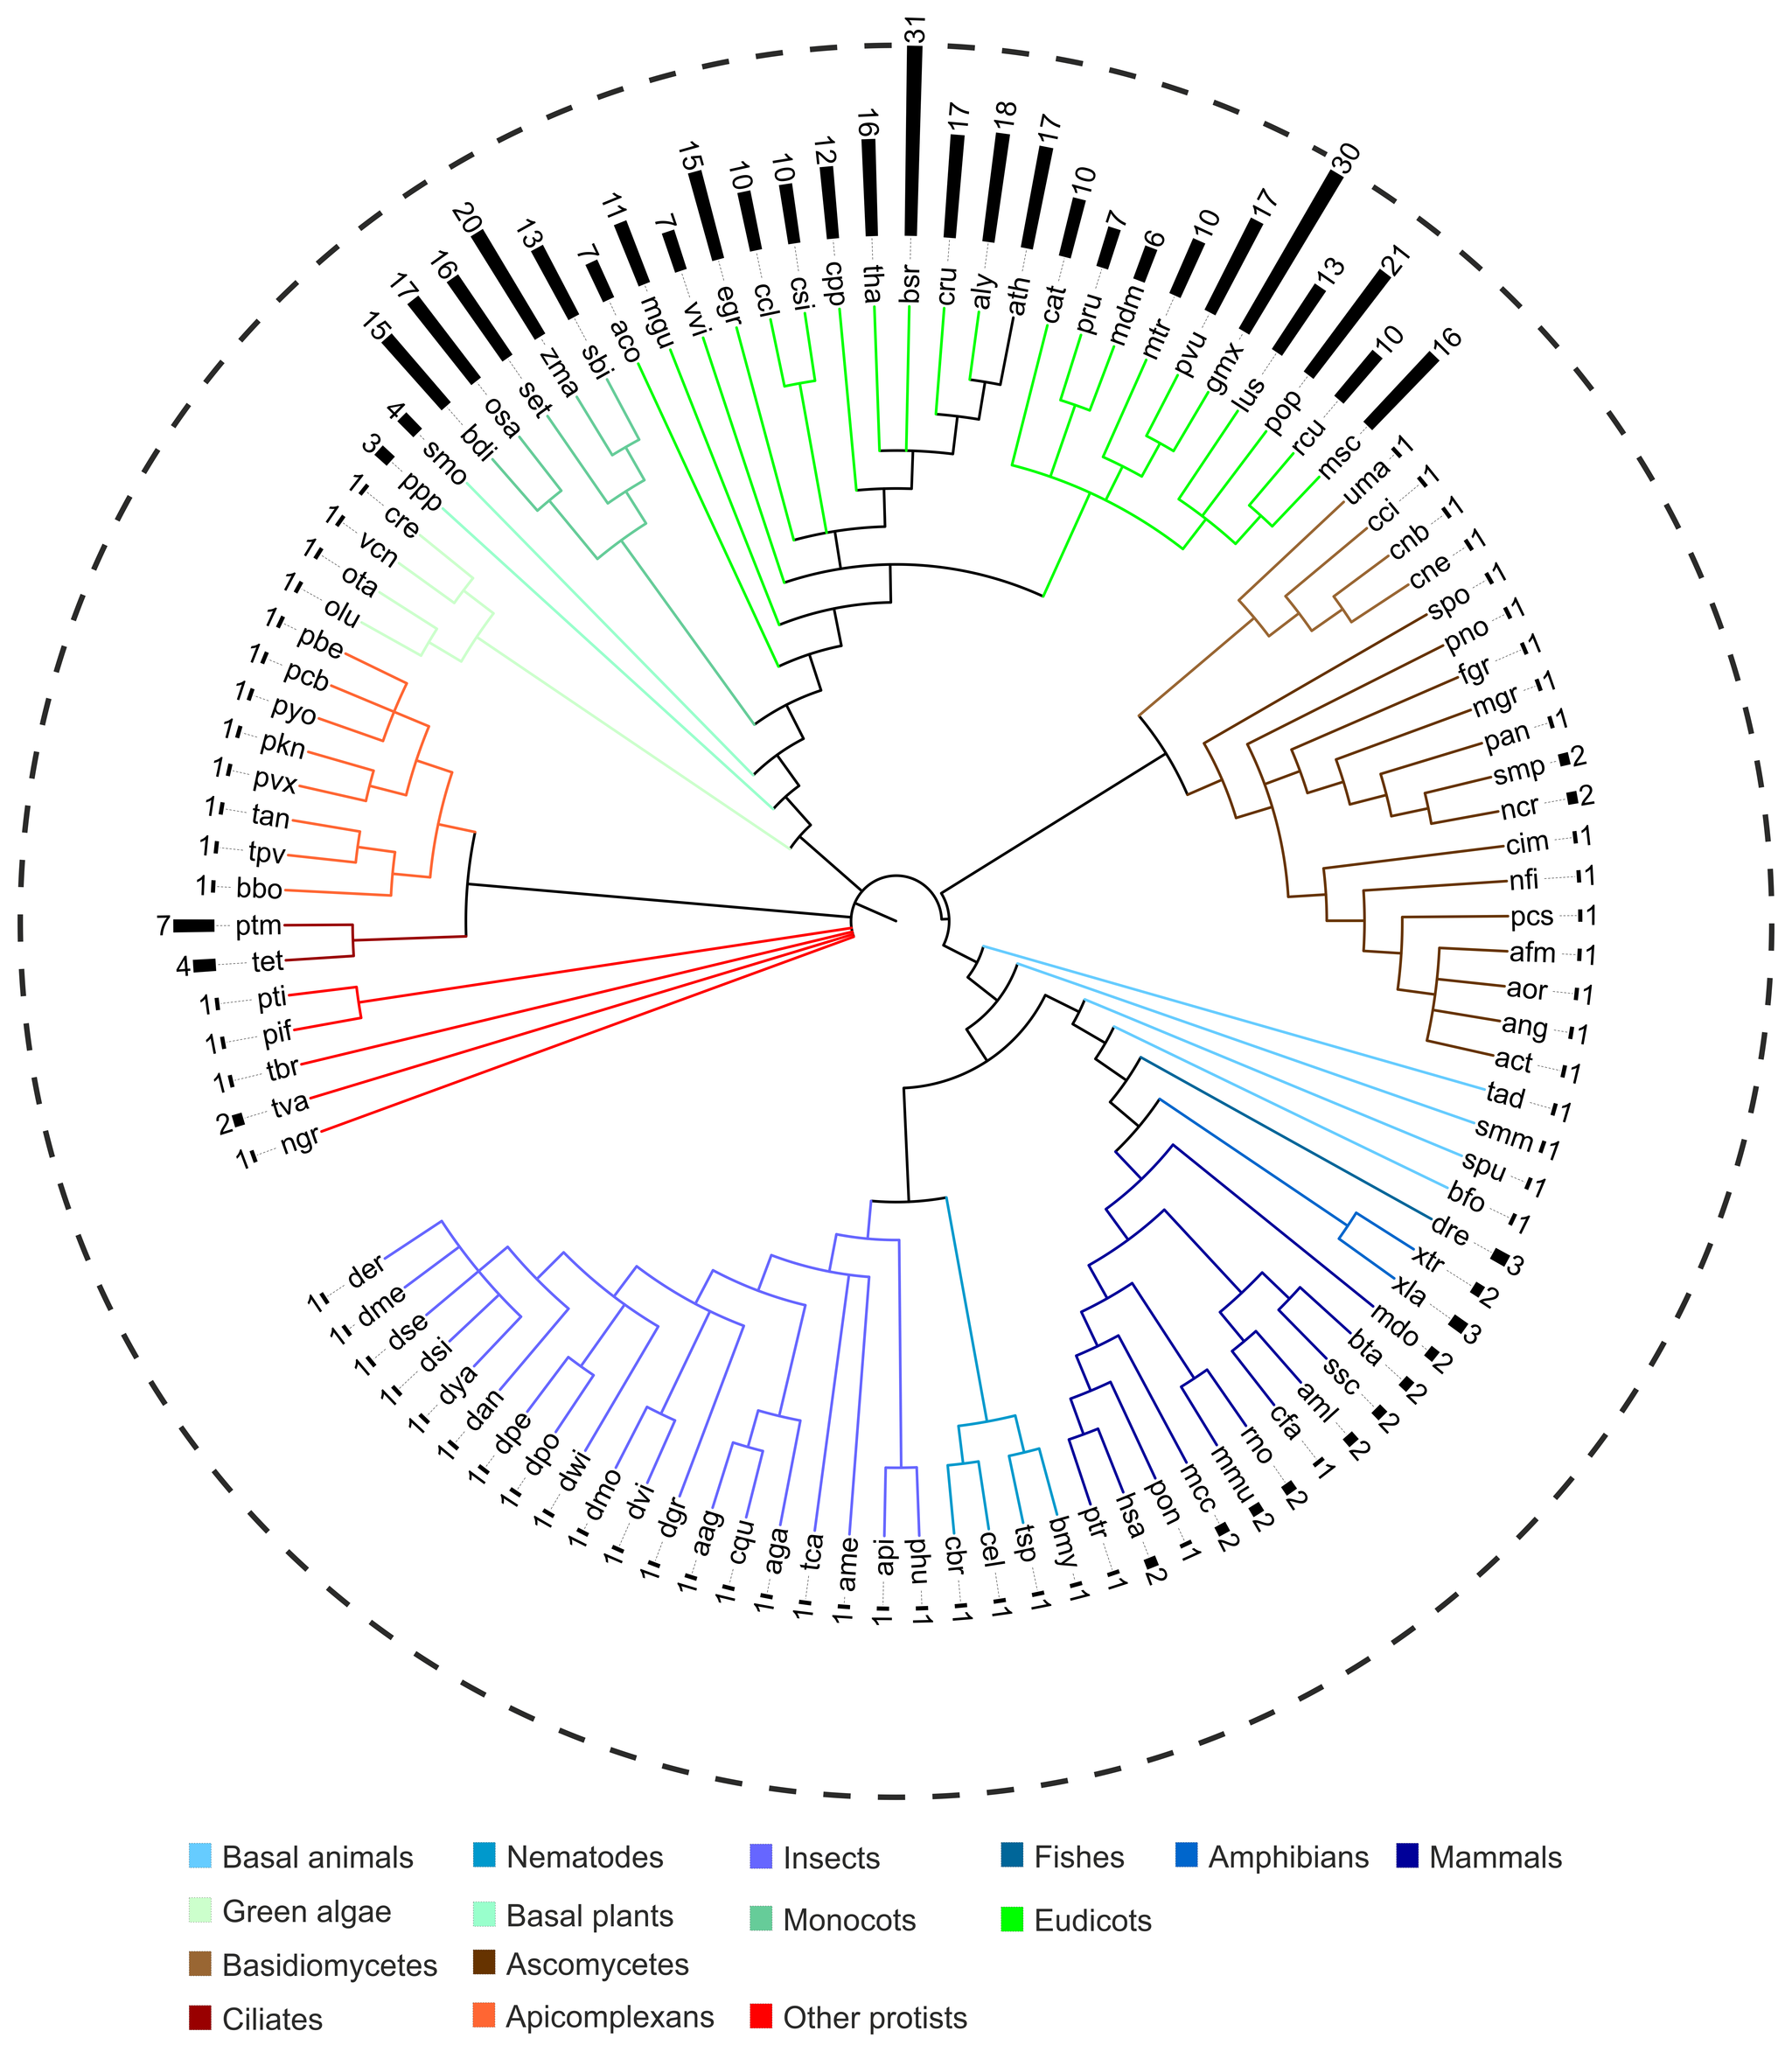 31 bsr
17 cru
18 aly
17 ath
10 cat
7 pru
6 mdm
10 mtr
17 pvu
30 gmx
13 lus
21 pop
10 rcu
16 msc
uma 1
cci 1
cnb 1
cne 1
spo 1
pno 1
fgr 1
mgr 1
pan 1
smp 2
ncr 2
cim 1
nfi 1
pcs 1
afm 1
aor 1
ang 1
act 1
tad 1
smm 1
spu 1
bfo 1
dre 3
xtr 2
xla 3
mdo 2
bta 2
ssc 2
aml 2
cfa 1
rno 2
mmu 2
mcc 2
pon 1
hsa 2
ptr 1
bmy 1
tsp 1
cel 1
cbr 1
phu 1
api 1
ame 1
tca 1
aga 1
cqu 1
aag 1
dgr 1
dvi 1
dmo 1
dwi 1
dpo 1
dpe 1
dan 1
dya 1
dsi 1
dse 1
dme 1
der 1
1 ngr
2 tva
1 tbr
1 pif
1 pti
4 tet
7 ptm
1 bbo
1 tpv
1 tan
1 pvx
1 pkn
1 pyo
1 pcb
1 pbe
1 olu
1 ota
1 vcn
1 cre
3 ppp
4 smo
15 bdi
17 osa
16 set
20 zma
13 sbi
7 aco
11 mgu
7 vvi
15 egr
10 ccl
10 csi
12 cpp
16 tha
Basal animals Nematodes Insects Fishes Amphibians Mammals
Green algae Basal plants Monocots Eudicots
Basidiomycetes Ascomycetes
Ciliates Apicomplexans Other protists